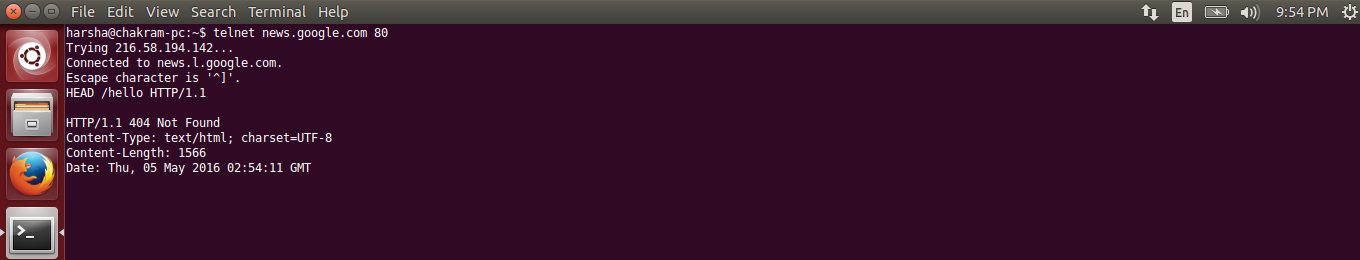 File Edit View Search Terminal Help En 9:54 PM
harsha@chakram-pc:~$ telnet news.google.com 80
Trying 216.58.194.142...
Connected to news.l.google.com.
Escape character is '^]'.
HEAD /hello HTTP/1.1
HTTP/1.1 404 Not Found
Content-Type: text/html; charset=UTF-8
Content-Length: 1566
Date: Thu, 05 May 2016 02:54:11 GMT